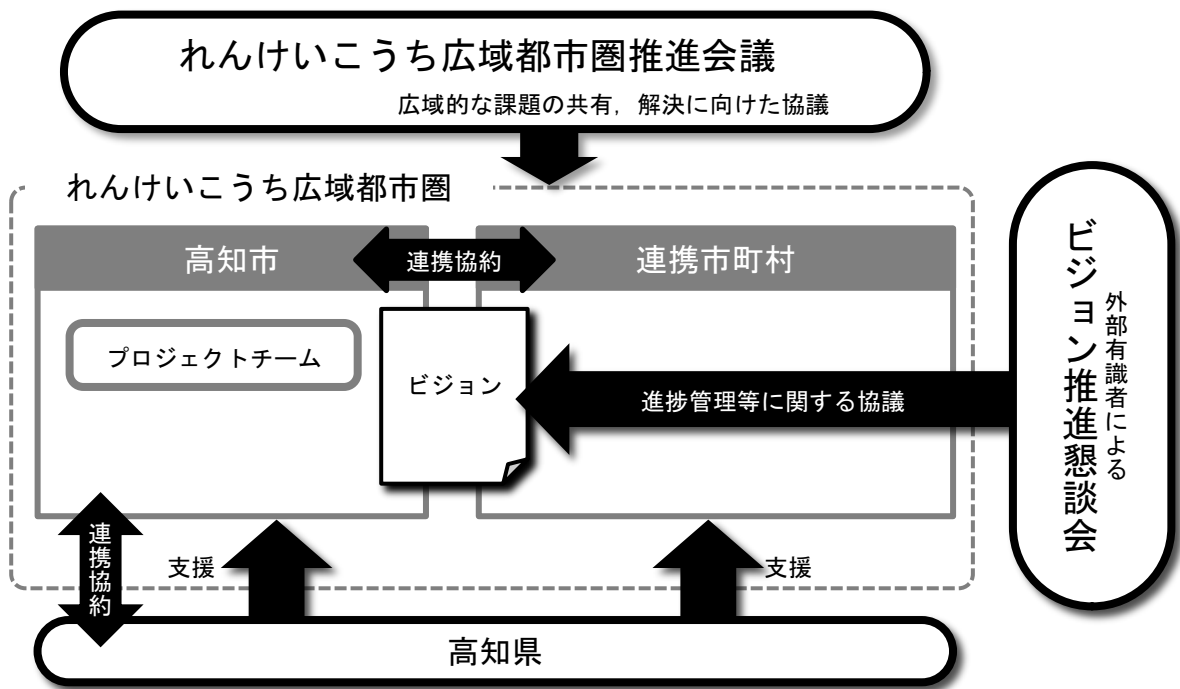 れんけいこうち広域都市圏推進会議
広域的な課題の共有，解決に向けた協議
れんけいこうち広域都市圏
高知市
連携協約
連携市町村
プロジェクトチーム
ビジョン
進捗管理等に関する協議
外部有識者による
ビジョン推進懇談会
連携協約
支援
支援
高知県